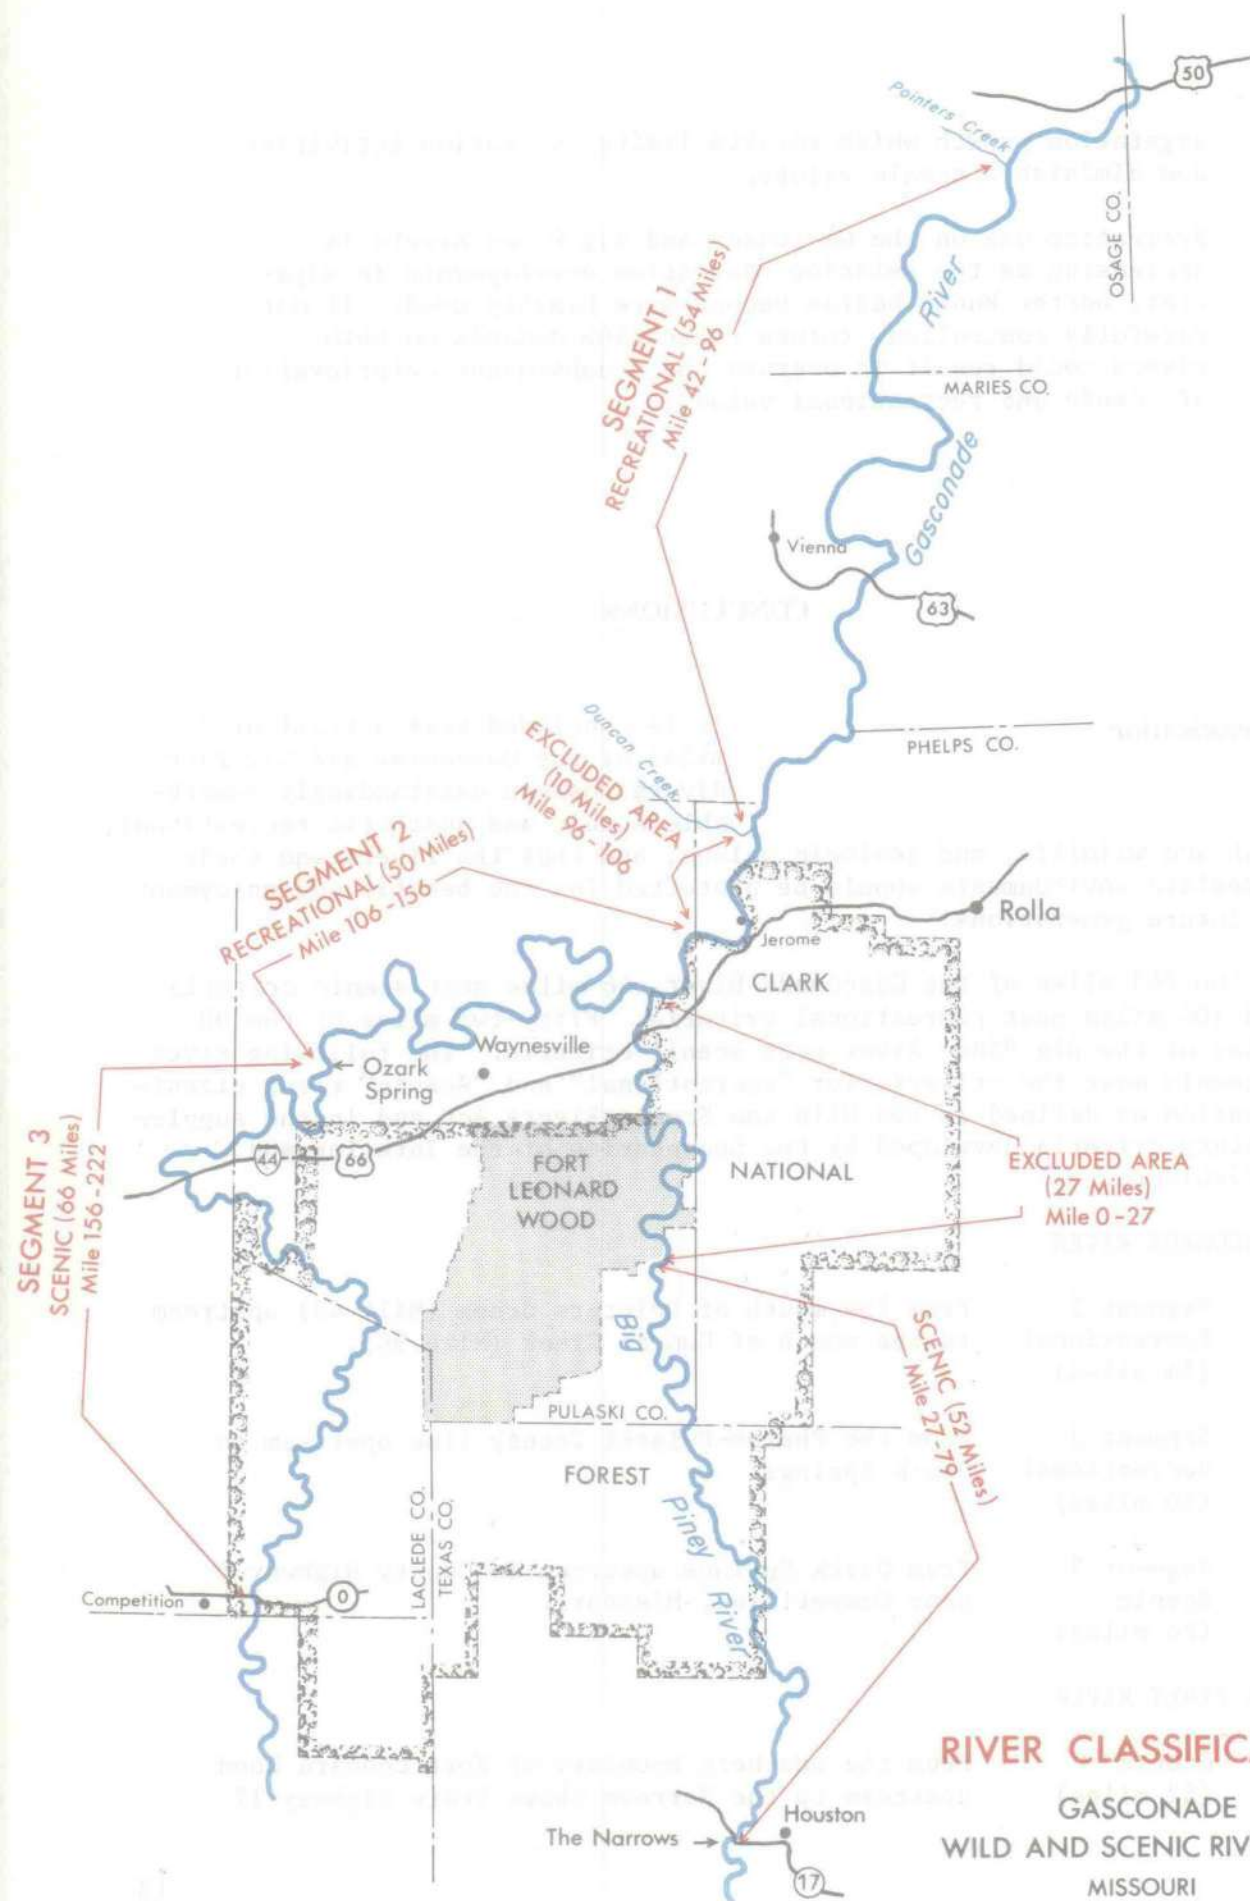 50
Pointers' Creek
OSAGE CO.
River
SEGMENT 1
RECREATIONAL (54 Miles)
Mile 42-96
MARIES CO.
Gasconade
Vienna
63
Duncan Creek
EXCLUDED AREA
(10 Miles)
Mile 96-106
PHELPS CO.
SEGMENT 2
RECREATIONAL (50 Miles)
Mile 106-156
Rolla
Jerome
CLARK
Waynesville
Ozark
Spring
SEGMENT 3
SCENIC (66 Miles)
Mile 156-222
44
66
FORT
LEONARD
WOOD
NATIONAL
EXCLUDED AREA
(27 Miles)
Mile 0-27
Big
SCENIC (52 Miles)
Mile 27-79
PULASKI CO.
FOREST
LACLEDE CO.
TEXAS CO.
Piney
Competition
O
River
RIVER CLASSIFIC
GASCONADE
WILD AND SCENIC RIV
MISSOURI
Houston
The Narrows
17